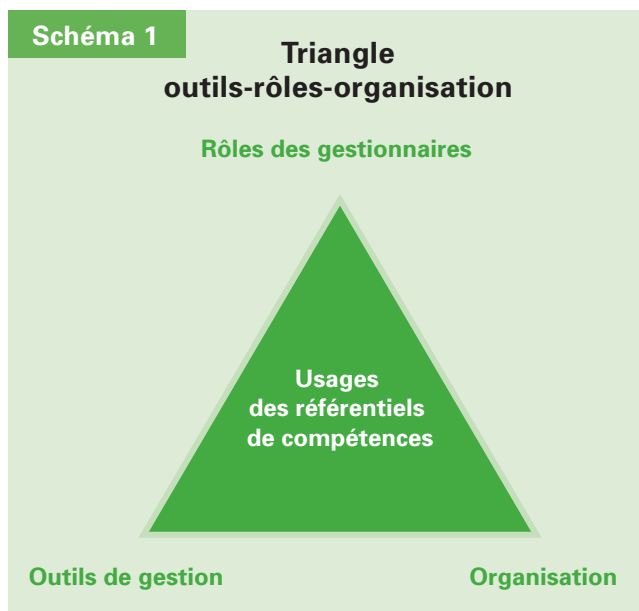 Schéma 1
Triangle
outils-rôles-organisation
Rôles des gestionnaires
Usages
des référentiels
de compétences
Outils de gestion
Organisation